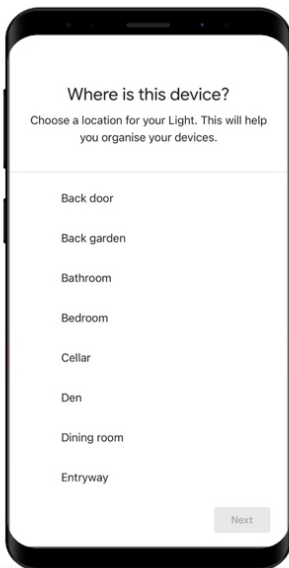 Where is this device?
Choose a location for your Light. This will help
you organise your devices.
Back door
Back garden
Bathroom
Bedroom
Cellar
Den
Dining room
Entryway
Next